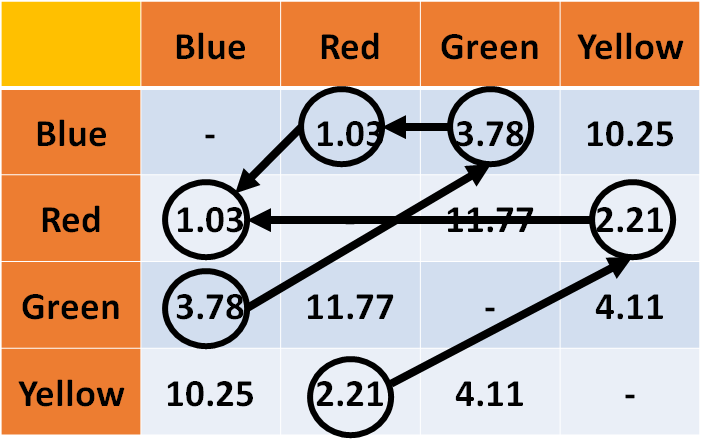 Blue Red Green Yellow
Blue - 1.03 3.78 10.25
Red 1.03 - 11.77 2.21
Green 3.78 11.77 - 4.11
Yellow 10.25 2.21 4.11 -